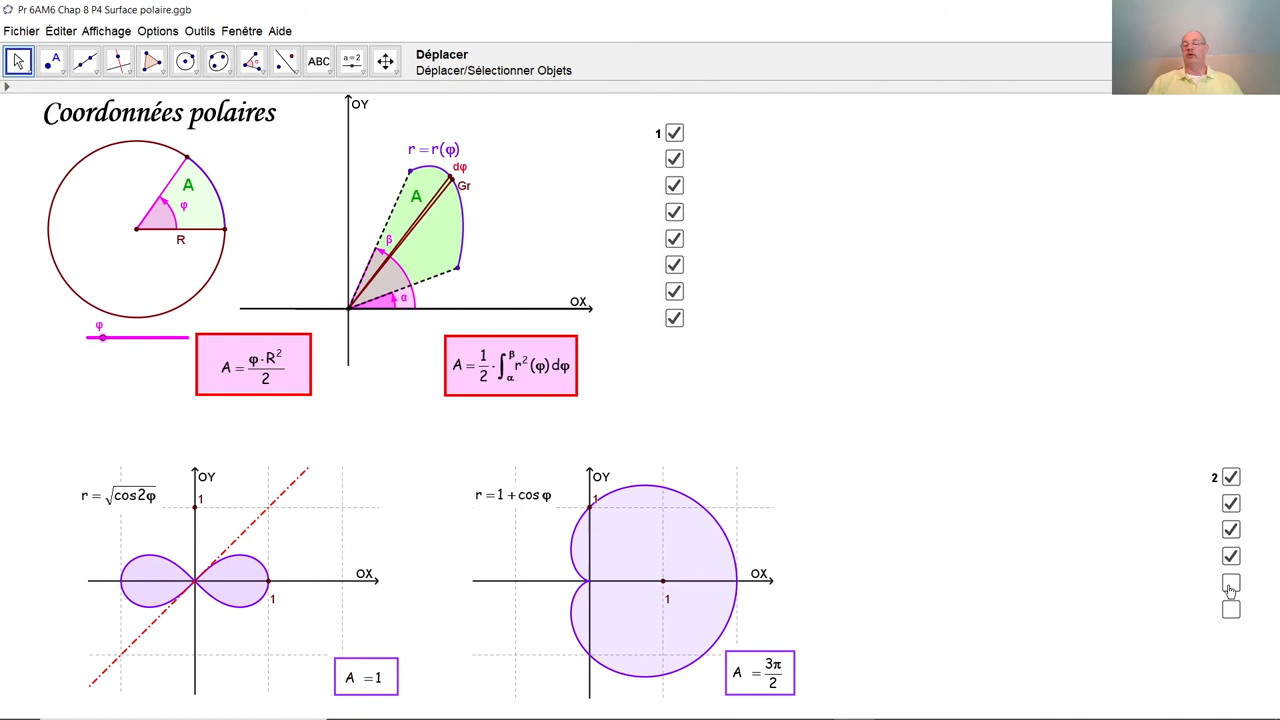 Pr 6AM6 Chap 8 P4 Surface polaire.ggb
Fichier Éditer Affichage Options Outils Fenêtre Aide
A
α
ABC
a=2
Déplacer
Déplacer/Sélectionner Objets
Coordonnées polaires
OY
1
r = r(φ)
dφ
Gr
A
φ
R
A
β
α
OX
φ
A = φ·R² / 2
A = 1/2 · ∫_α^β r²(φ) dφ
r = √cos2φ
OY
1
OX
1
A = 1
r = 1 + cos φ
OY
1
OX
1
A = 3π / 2
2